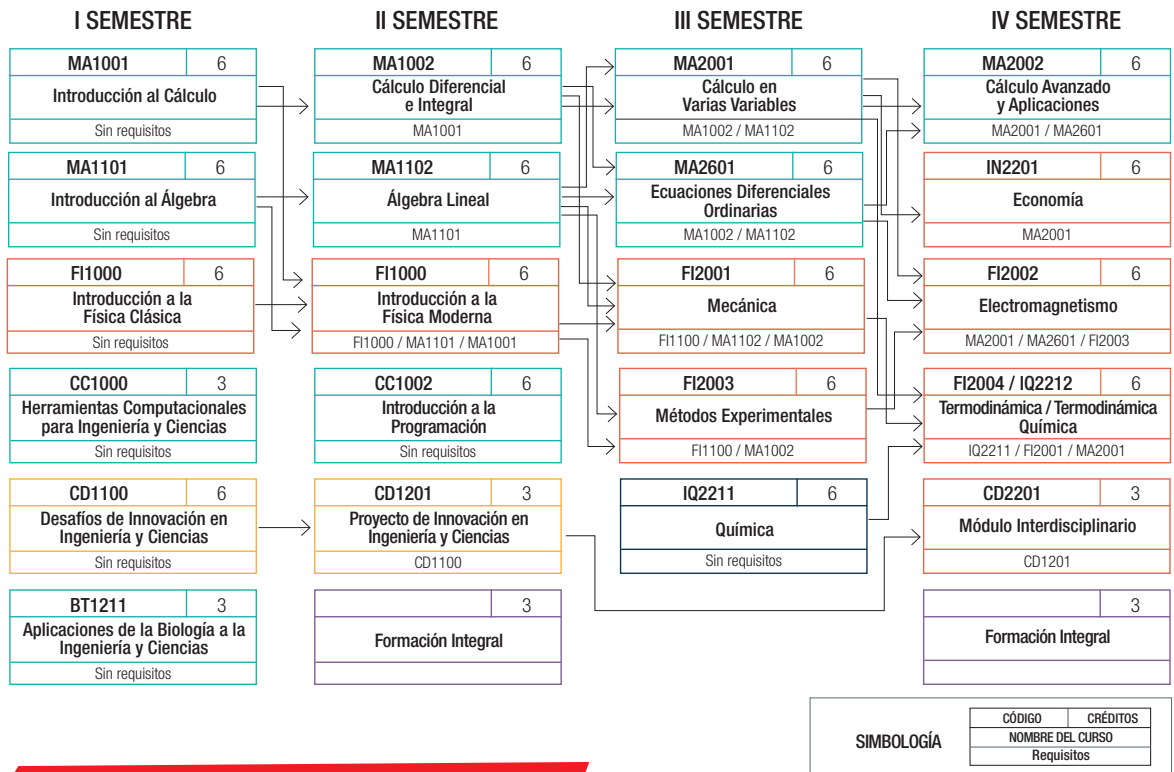 I SEMESTRE
MA1001 6
Introducción al Cálculo
Sin requisitos
MA1101 6
Introducción al Álgebra
Sin requisitos
FI1000 6
Introducción a la
Física Clásica
Sin requisitos
CC1000 3
Herramientas Computacionales
para Ingeniería y Ciencias
Sin requisitos
CD1100 6
Desafíos de Innovación en
Ingeniería y Ciencias
Sin requisitos
BT1211 3
Aplicaciones de la Biología a la
Ingeniería y Ciencias
Sin requisitos
II SEMESTRE
MA1002 6
Cálculo Diferencial
e Integral
MA1001
MA1102 6
Álgebra Lineal
MA1101
FI1000 6
Introducción a la
Física Moderna
FI1000 / MA1101 / MA1001
CC1002 6
Introducción a la
Programación
Sin requisitos
CD1201 3
Proyecto de Innovación en
Ingeniería y Ciencias
CD1100
3
Formación Integral
III SEMESTRE
MA2001 6
Cálculo en
Varias Variables
MA1002 / MA1102
MA2601 6
Ecuaciones Diferenciales
Ordinarias
MA1002 / MA1102
FI2001 6
Mecánica
FI1100 / MA1102 / MA1002
FI2003 6
Métodos Experimentales
FI1100 / MA1002
IQ2211 6
Química
Sin requisitos
IV SEMESTRE
MA2002 6
Cálculo Avanzado
y Aplicaciones
MA2001 / MA2601
IN2201 6
Economía
MA2001
FI2002 6
Electromagnetismo
MA2001 / MA2601 / FI2003
FI2004 / IQ2212 6
Termodinámica / Termodinámica
Química
IQ2211 / FI2001 / MA2001
CD2201 3
Módulo Interdisciplinario
CD1201
3
Formación Integral
SIMBOLOGÍA
CÓDIGO CRÉDITOS
NOMBRE DEL CURSO
Requisitos